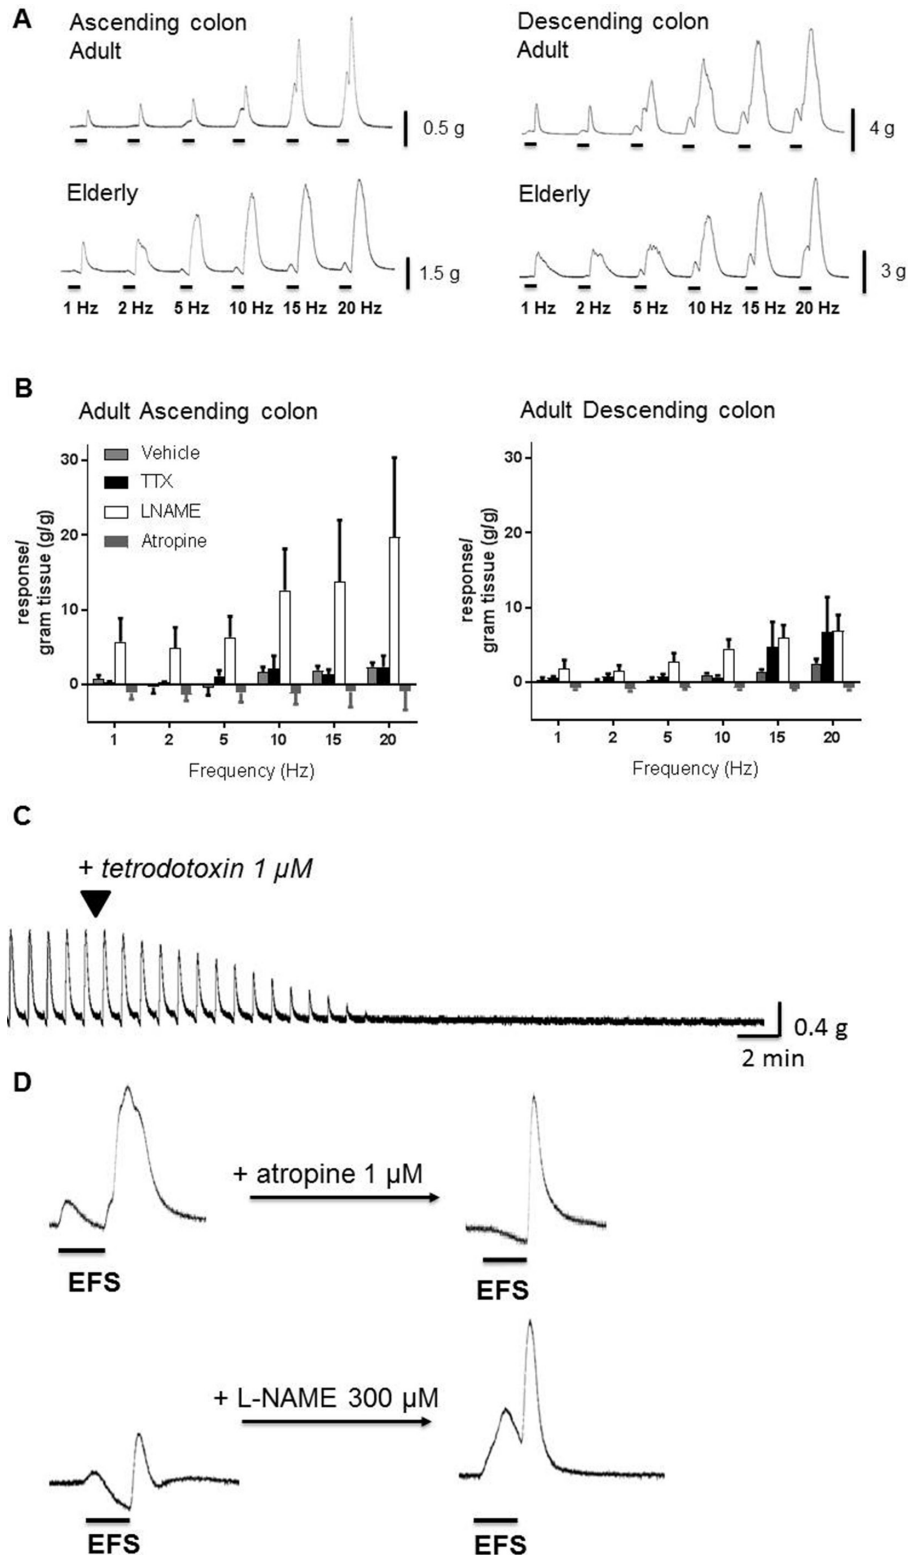 A
Ascending colon
Adult
0.5 g
Elderly
1.5 g
1 Hz 2 Hz 5 Hz 10 Hz 15 Hz 20 Hz
Descending colon
Adult
4 g
Elderly
3 g
1 Hz 2 Hz 5 Hz 10 Hz 15 Hz 20 Hz
B
Adult Ascending colon
Vehicle
TTX
LNAME
Atropine
response/
gram tissue (g/g)
30
20
10
0
1 2 5 10 15 20
Frequency (Hz)
Adult Descending colon
response/
gram tissue (g/g)
30
20
10
0
1 2 5 10 15 20
Frequency (Hz)
C
+ tetrodotoxin 1 µM
0.4 g
2 min
D
+ atropine 1 µM
EFS
EFS
+ L-NAME 300 µM
EFS
EFS